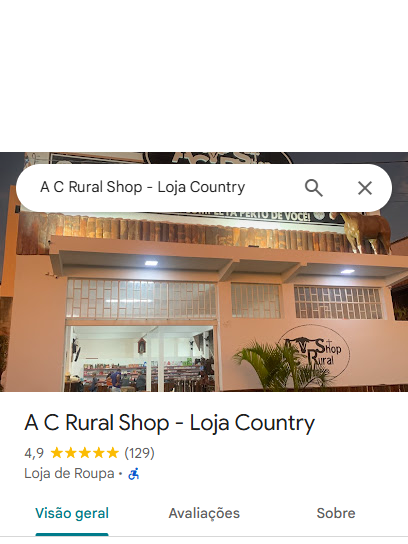 A C Rural Shop - Loja Country
PERTO DE VOCÊ!
Shop
Rural
A C Rural Shop - Loja Country
4,9 (129)
Loja de Roupa ·
Visão geral
Avaliações
Sobre